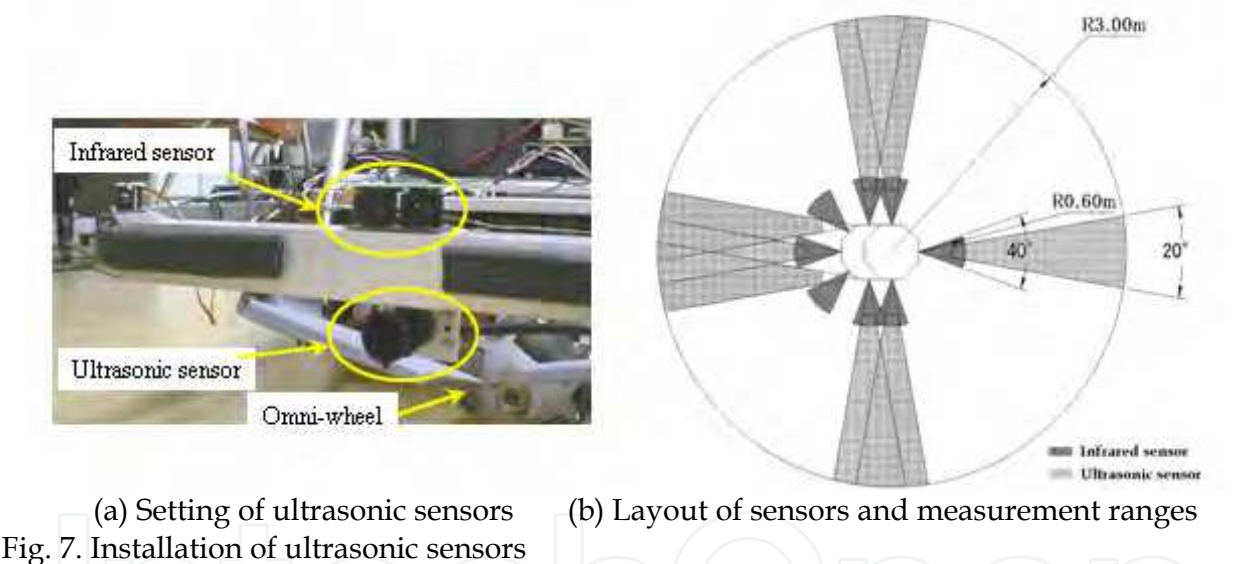 Infrared sensor
Ultrasonic sensor
Omni-wheel
R3.00m
R0.60m
40°
20°
Infrared sensor
Ultrasonic sensor
(a) Setting of ultrasonic sensors (b) Layout of sensors and measurement ranges
Fig. 7. Installation of ultrasonic sensors